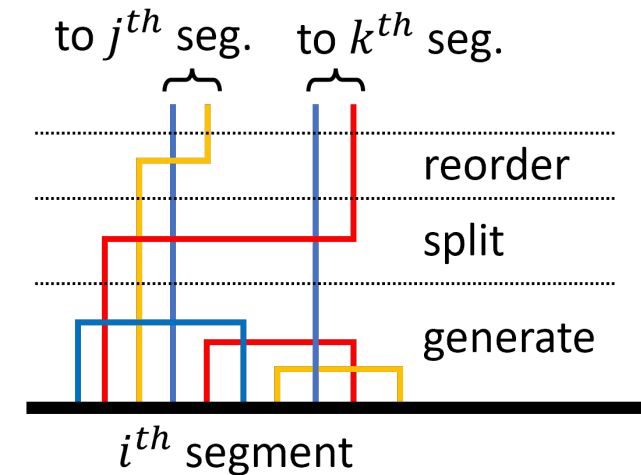 to jᵗʰ seg. to kᵗʰ seg.
reorder
split
generate
iᵗʰ segment